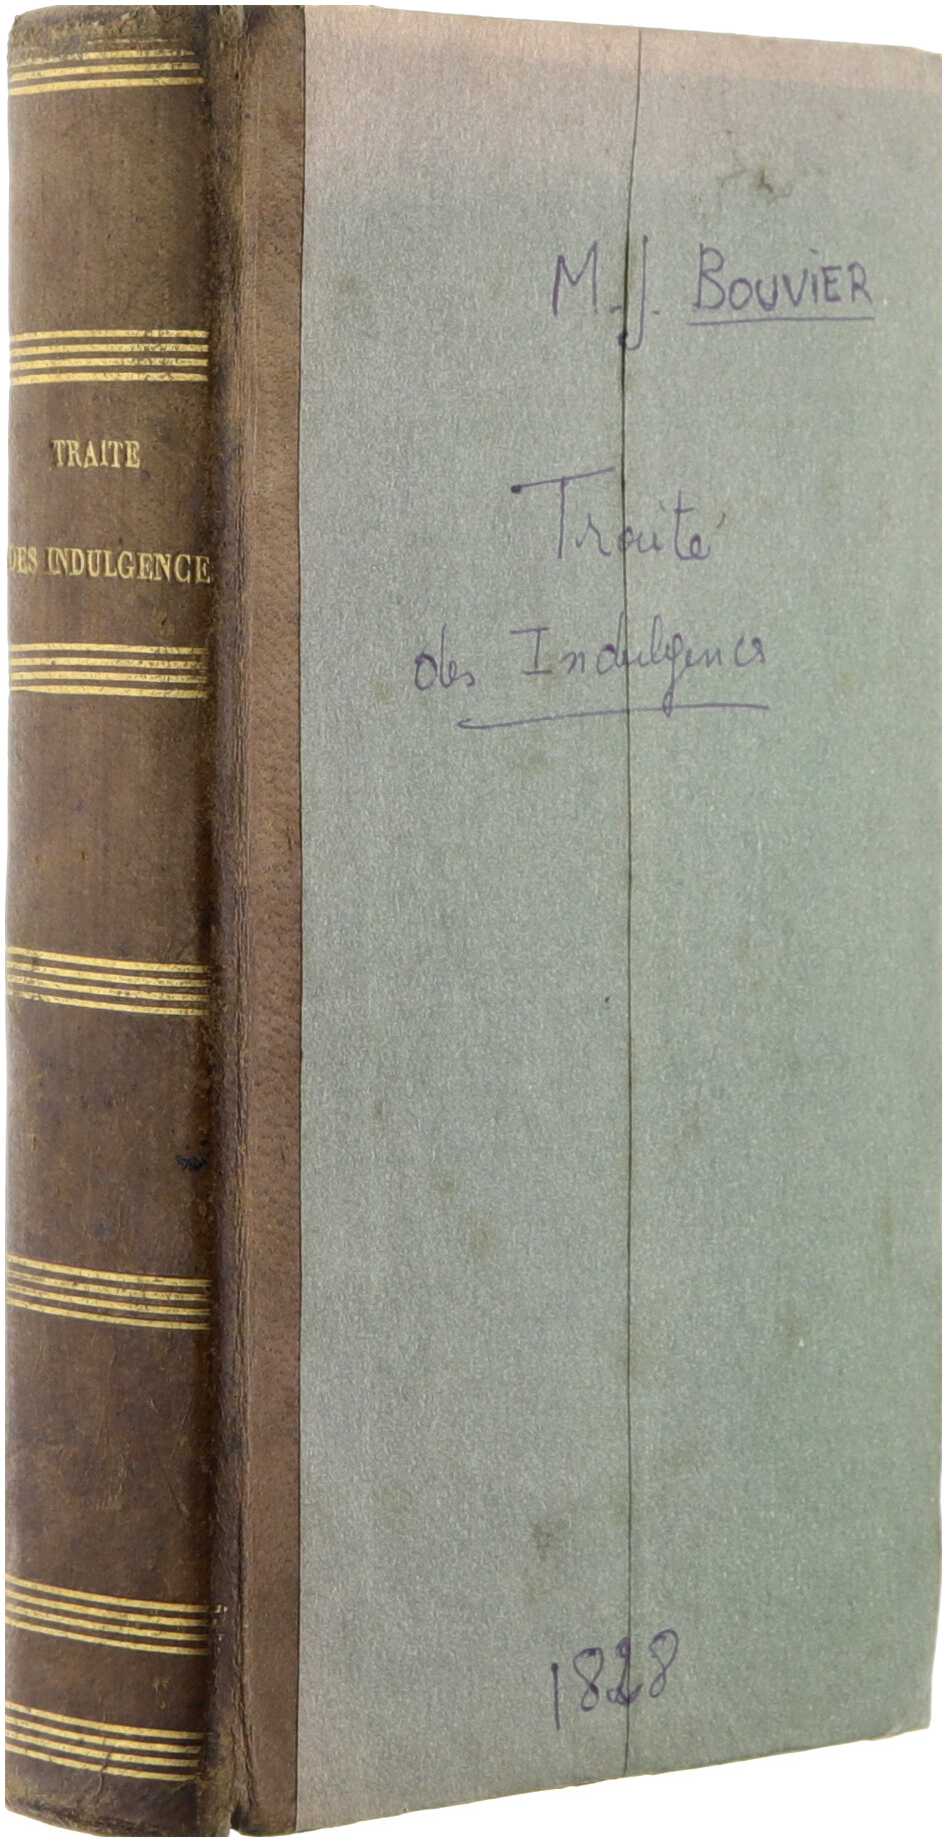 TRAITE
DES INDULGENCE
M-J. BOUVIER
Traité
des Indulgences
1828